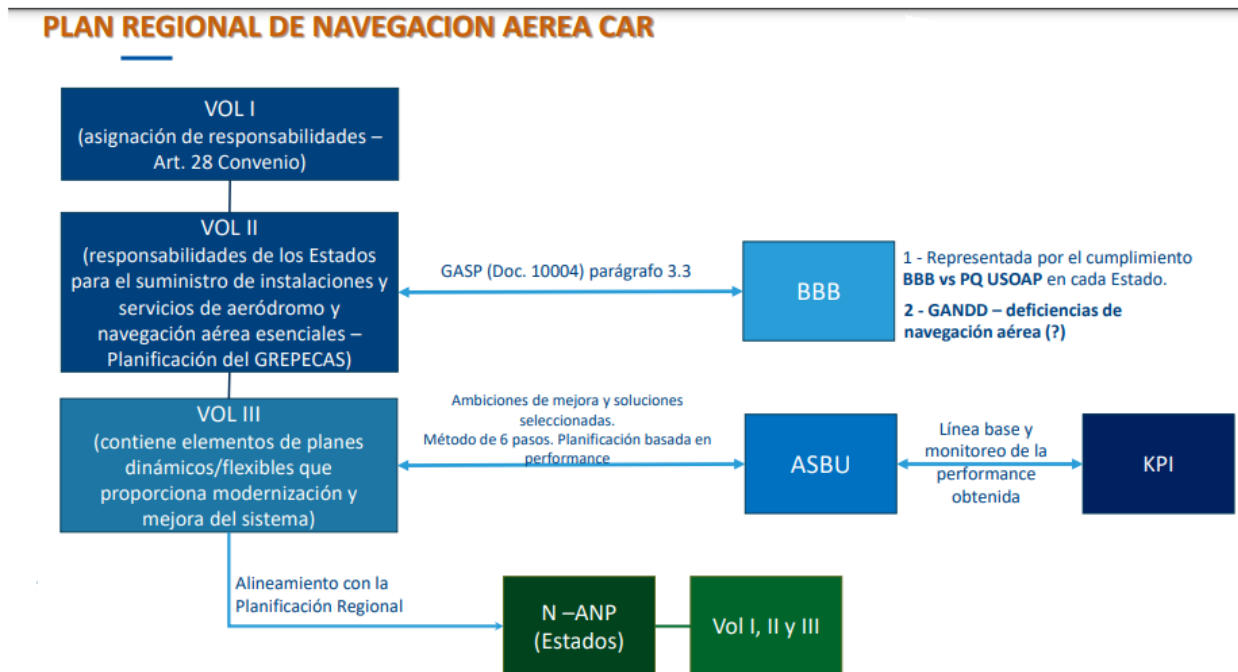 PLAN REGIONAL DE NAVEGACION AEREA CAR
VOL I
(asignación de responsabilidades –
Art. 28 Convenio)
VOL II
(responsabilidades de los Estados
para el suministro de instalaciones y
servicios de aeródromo y
navegación aérea esenciales –
Planificación del GREPECAS)
GASP (Doc. 10004) parágrafo 3.3
BBB
1 - Representada por el cumplimiento
BBB vs PQ USOAP en cada Estado.
2 - GANDD – deficiencias de
navegación aérea (?)
VOL III
(contiene elementos de planes
dinámicos/flexibles que
proporciona modernización y
mejora del sistema)
Ambiciones de mejora y soluciones
seleccionadas.
Método de 6 pasos. Planificación basada en
performance
ASBU
Línea base y
monitoreo de la
performance
obtenida
KPI
Alineamiento con la
Planificación Regional
N –ANP
(Estados)
Vol I, II y III